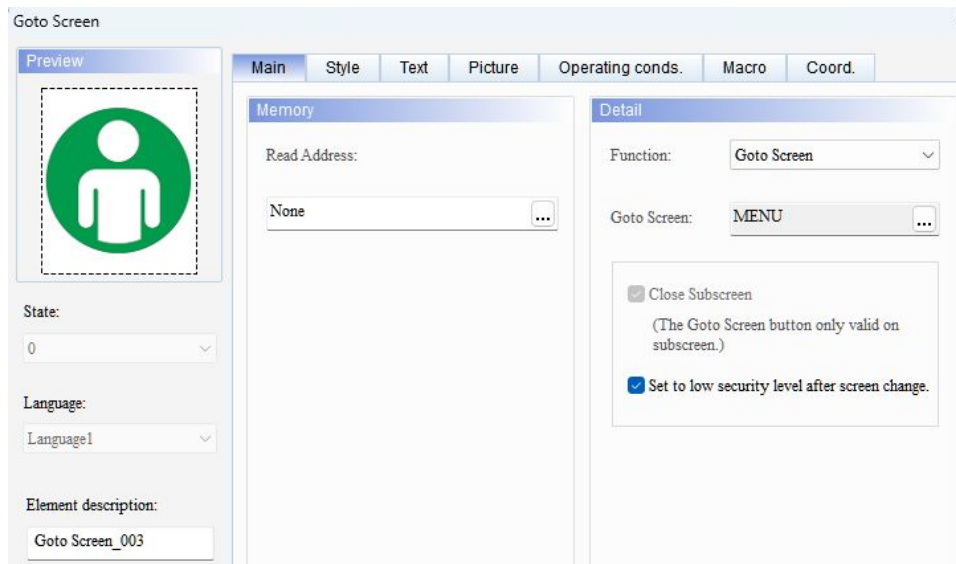 Goto Screen
Preview
Main Style Text Picture Operating conds. Macro Coord.
Memory
Read Address:
None ...
Detail
Function: Goto Screen
Goto Screen: MENU ...
Close Subscreen
(The Goto Screen button only valid on
subscreen.)
Set to low security level after screen change.
State:
0
Language:
Language1
Element description:
Goto Screen_003